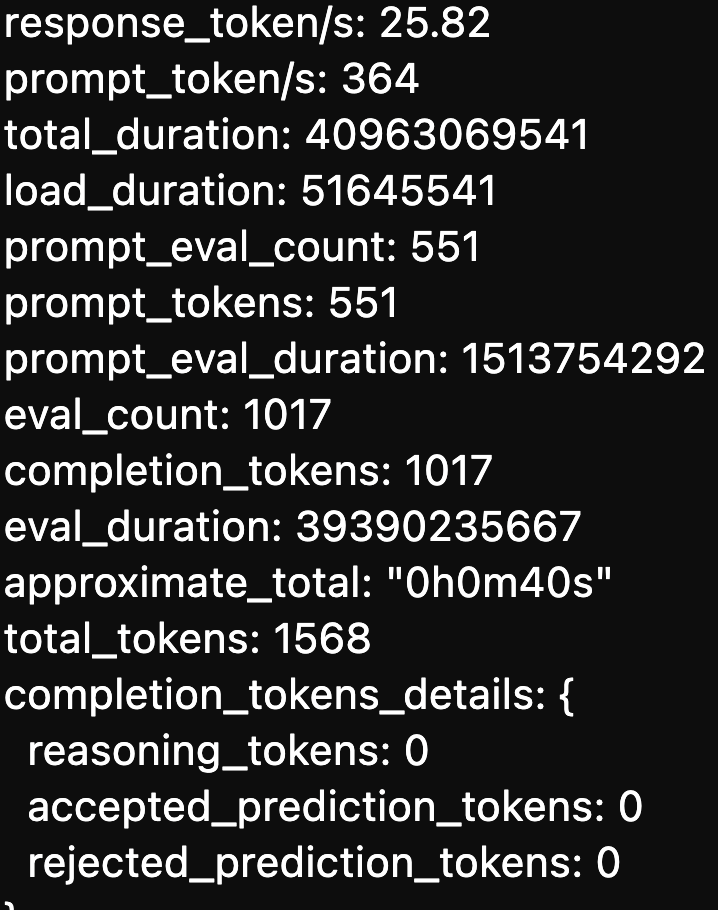 response_token/s: 25.82
prompt_token/s: 364
total_duration: 40963069541
load_duration: 51645541
prompt_eval_count: 551
prompt_tokens: 551
prompt_eval_duration: 1513754292
eval_count: 1017
completion_tokens: 1017
eval_duration: 39390235667
approximate_total: "0h0m40s"
total_tokens: 1568
completion_tokens_details: {
  reasoning_tokens: 0
  accepted_prediction_tokens: 0
  rejected_prediction_tokens: 0
}